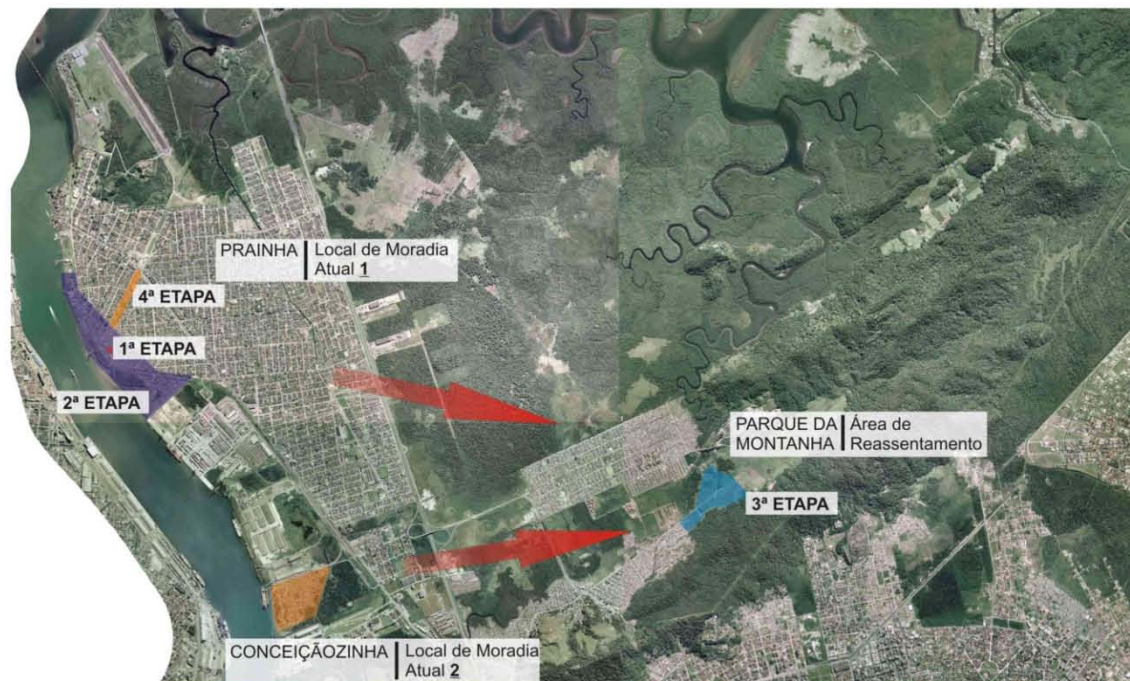 PRAINHA
Local de Moradia
Atual 1
4ª ETAPA
1ª ETAPA
2ª ETAPA
PARQUE DA
MONTANHA
Área de
Reassentamento
3ª ETAPA
CONCEIÇÃOZINHA
Local de Moradia
Atual 2